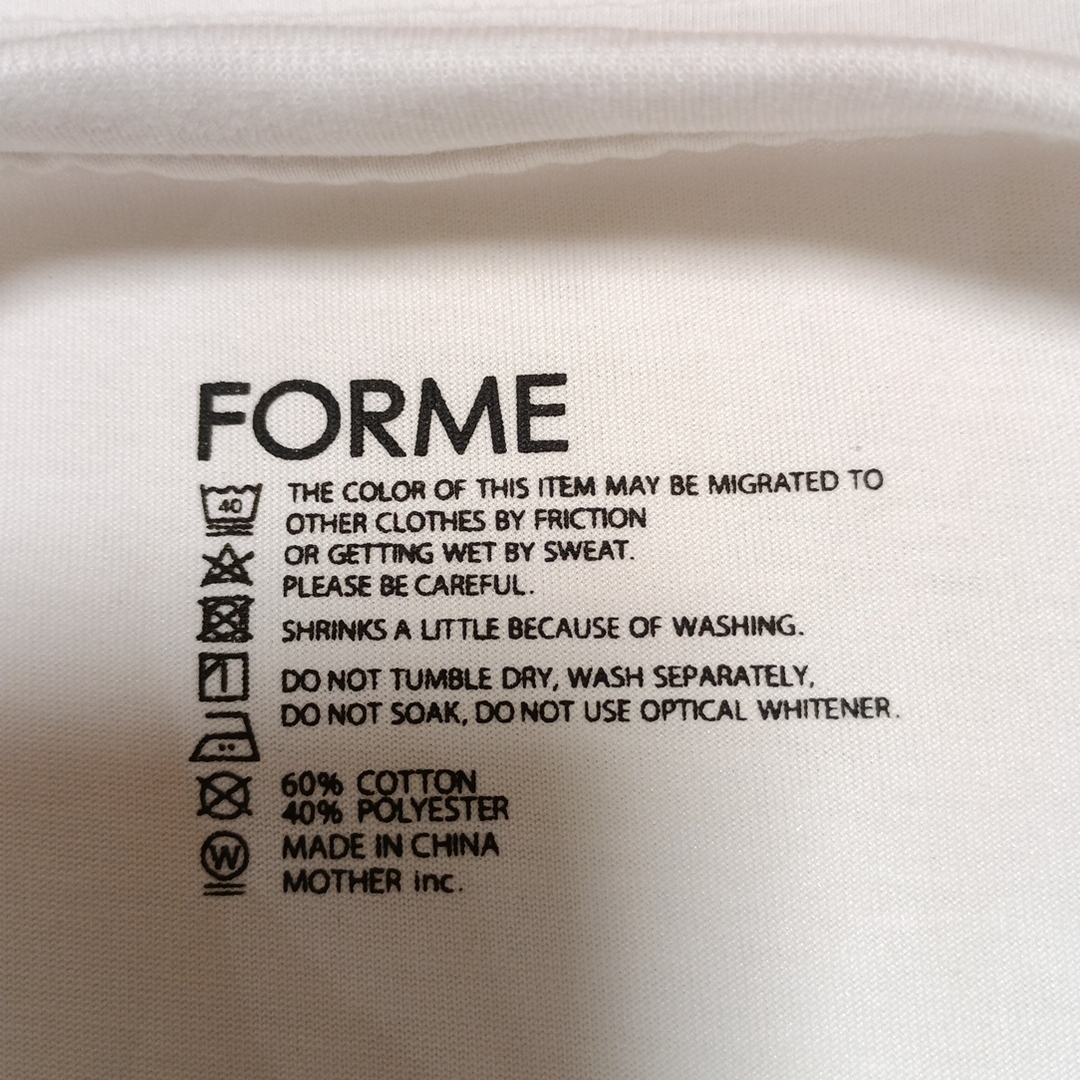 FORME
40 THE COLOR OF THIS ITEM MAY BE MIGRATED TO
OTHER CLOTHES BY FRICTION
OR GETTING WET BY SWEAT.
PLEASE BE CAREFUL.
SHRINKS A LITTLE BECAUSE OF WASHING.
DO NOT TUMBLE DRY, WASH SEPARATELY,
DO NOT SOAK, DO NOT USE OPTICAL WHITENER.
60% COTTON
40% POLYESTER
W MADE IN CHINA
MOTHER inc.